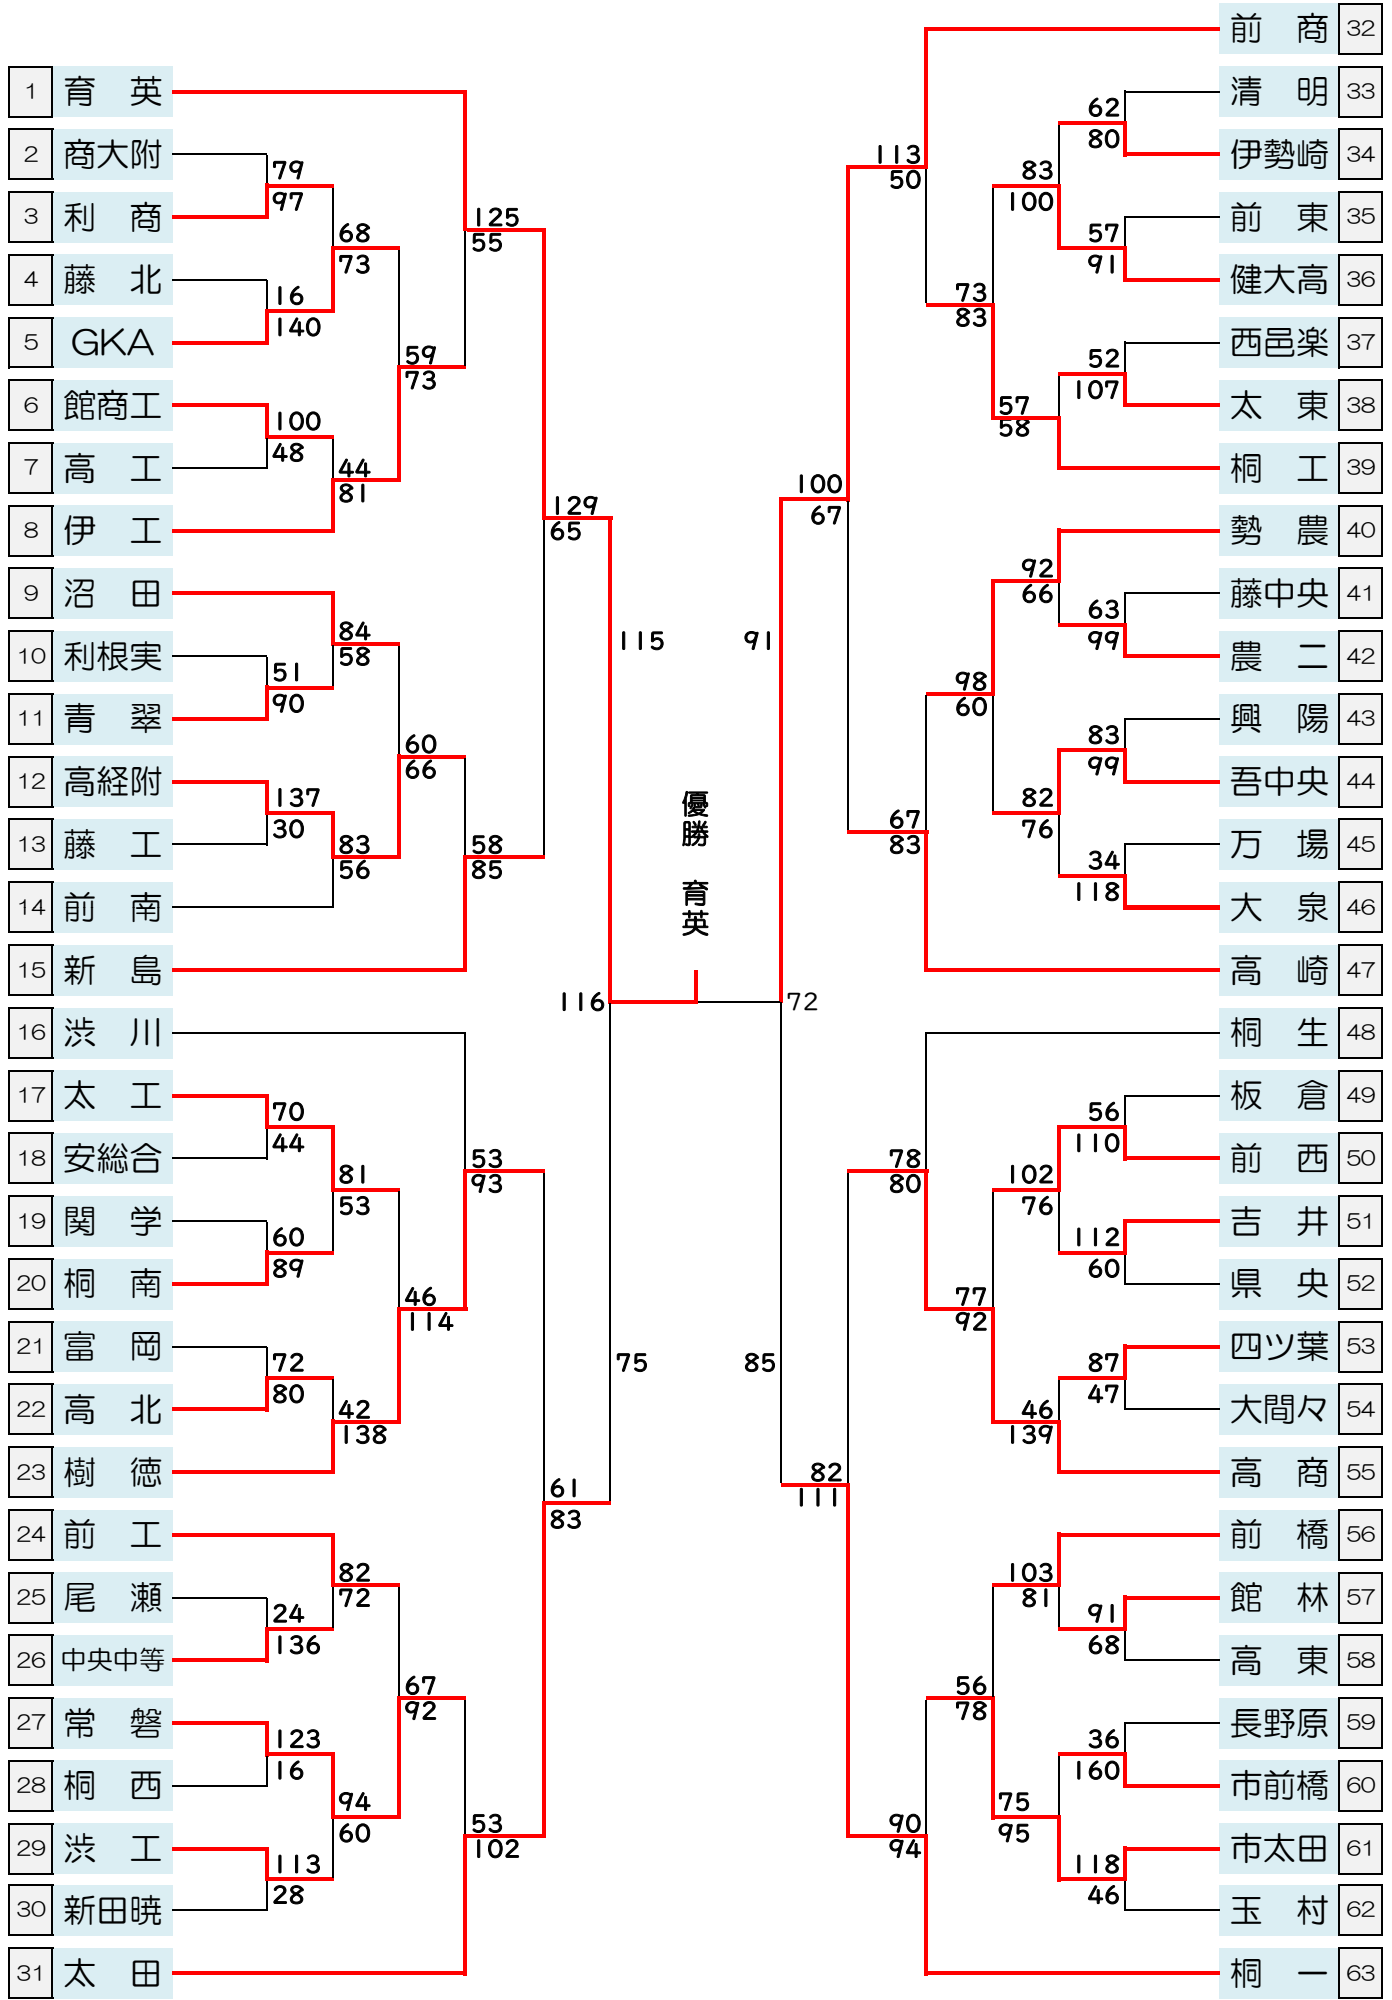 1 育 英
2 商大附
3 利 商
4 藤 北
5 GKA
6 館商工
7 高 工
8 伊 工
9 沼 田
10 利根実
11 青 翠
12 高経附
13 藤 工
14 前 南
15 新 島
16 渋 川
17 太 工
18 安総合
19 関 学
20 桐 南
21 富 岡
22 高 北
23 樹 徳
24 前 工
25 尾 瀬
26 中央中等
27 常 磐
28 桐 西
29 渋 工
30 新田暁
31 太 田
79
97
16
140
100
48
51
90
137
30
70
44
60
89
72
80
24
136
123
16
113
28
68
73
44
81
84
58
83
56
81
53
42
138
82
72
94
60
59
73
60
66
46
114
67
92
125
55
58
85
53
93
53
102
129
65
61
83
115
75
116
優勝 育英
72
91
85
100
67
82
111
113
50
67
83
78
80
90
94
73
83
98
60
77
92
56
78
83
100
57
58
92
66
82
76
102
76
46
139
103
81
75
95
62
80
57
91
52
107
63
99
83
99
34
118
56
110
112
60
87
47
91
68
36
160
118
46
前 商 32
清 明 33
伊勢崎 34
前 東 35
健大高 36
西邑楽 37
太 東 38
桐 工 39
勢 農 40
藤中央 41
農 二 42
興 陽 43
吾中央 44
万 場 45
大 泉 46
高 崎 47
桐 生 48
板 倉 49
前 西 50
吉 井 51
県 央 52
四ツ葉 53
大間々 54
高 商 55
前 橋 56
館 林 57
高 東 58
長野原 59
市前橋 60
市太田 61
玉 村 62
桐 一 63